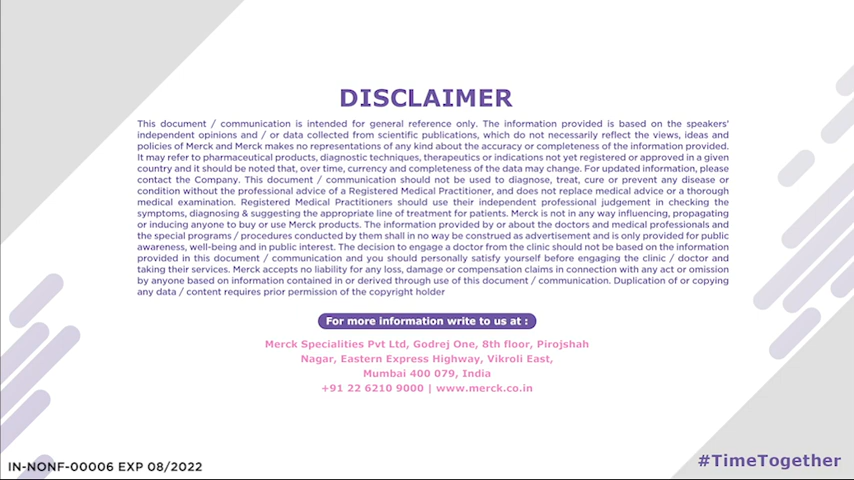 DISCLAIMER
This document / communication is intended for general reference only. The information provided is based on the speakers'
independent opinions and / or data collected from scientific publications, which do not necessarily reflect the views, ideas and
policies of Merck and Merck makes no representations of any kind about the accuracy or completeness of the information provided.
It may refer to pharmaceutical products, diagnostic techniques, therapeutics or indications not yet registered or approved in a given
country and it should be noted that, over time, currency and completeness of the data may change. For updated information, please
contact the Company. This document / communication should not be used to diagnose, treat, cure or prevent any disease or
condition without the professional advice of a Registered Medical Practitioner, and does not replace medical advice or a thorough
medical examination. Registered Medical Practitioners should use their independent professional judgement in checking the
symptoms, diagnosing & suggesting the appropriate line of treatment for patients. Merck is not in any way influencing, propagating
or inducing anyone to buy or use Merck products. The information provided by or about the doctors and medical professionals and
the special programs / procedures conducted by them shall in no way be construed as advertisement and is only provided for public
awareness, well-being and in public interest. The decision to engage a doctor from the clinic should not be based on the information
provided in this document / communication and you should personally satisfy yourself before engaging the clinic / doctor and
taking their services. Merck accepts no liability for any loss, damage or compensation claims in connection with any act or omission
by anyone based on information contained in or derived through use of this document / communication. Duplication of or copying
any data / content requires prior permission of the copyright holder
For more information write to us at :
Merck Specialities Pvt Ltd, Godrej One, 8th floor, Pirojshah
Nagar, Eastern Express Highway, Vikroli East,
Mumbai 400 079, India
+91 22 6210 9000 | www.merck.co.in
IN-NONF-00006 EXP 08/2022
#TimeTogether